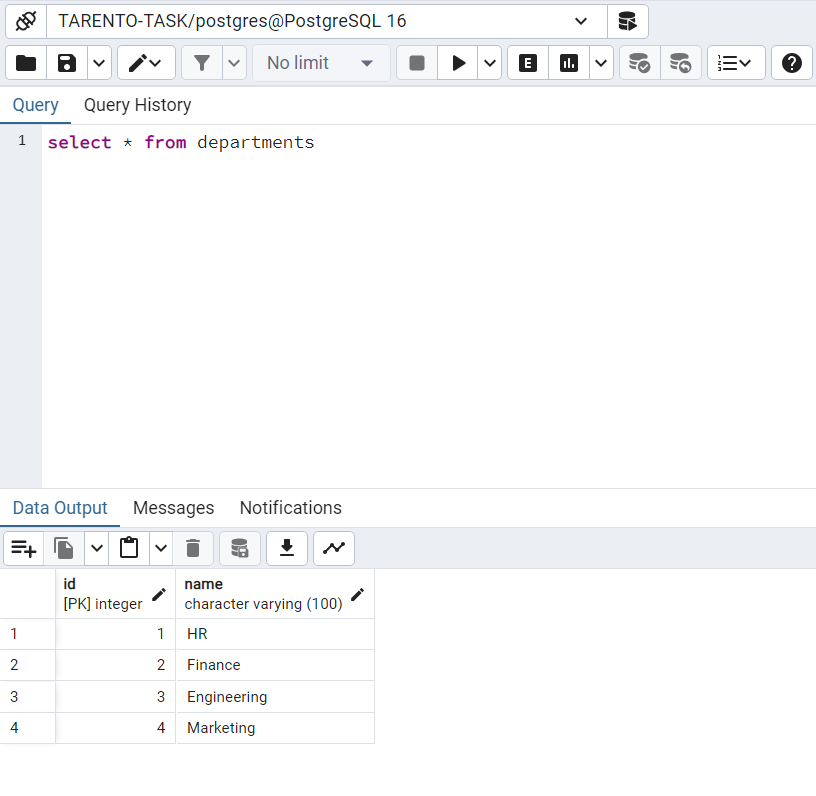 TARENTO-TASK/postgres@PostgreSQL 16
No limit
E
Query Query History
1 select * from departments
Data Output Messages Notifications
id name
[PK] integer character varying (100)
1 1 HR
2 2 Finance
3 3 Engineering
4 4 Marketing